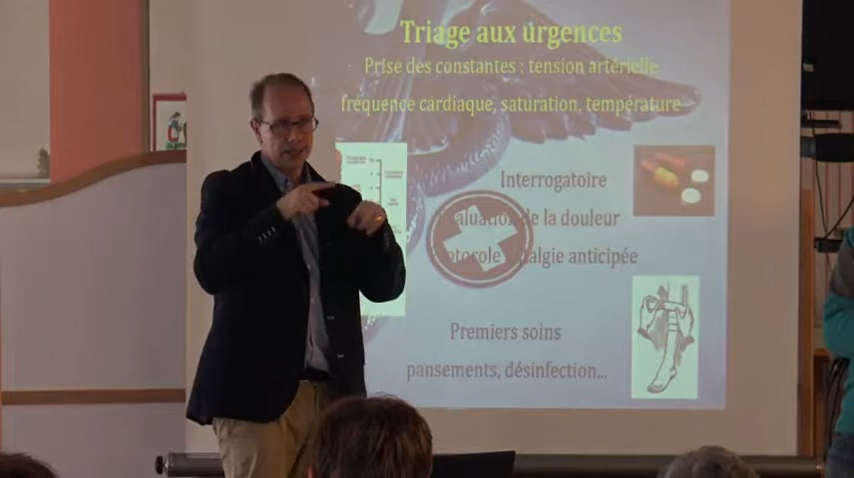 Triage aux urgences
Prise des constantes : tension artérielle
fréquence cardiaque, saturation, température
Interrogatoire
de la douleur
anticipée
Premiers soins
pansements, désinfection...